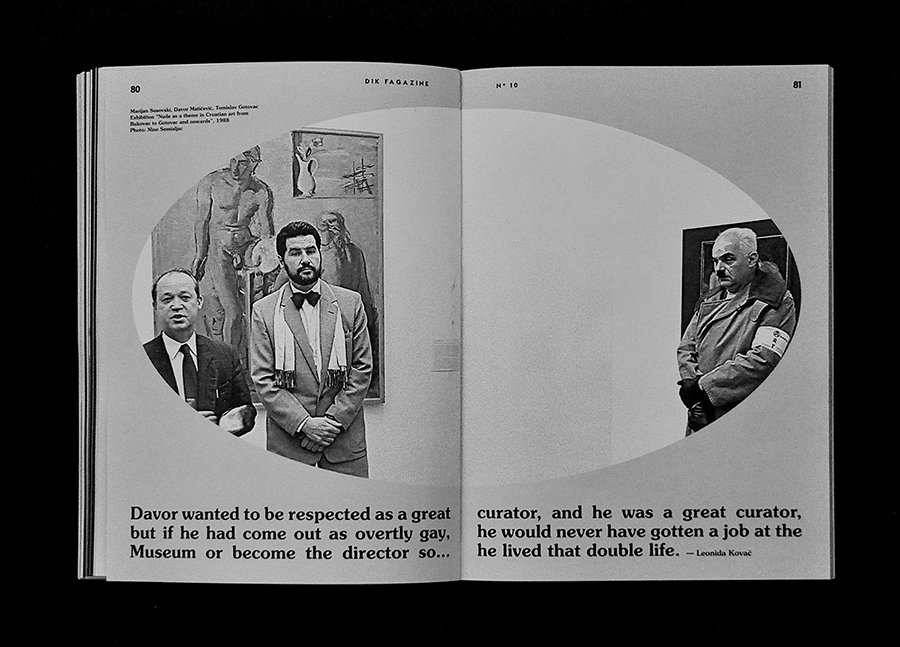 80
DIK FAGAZINE
Nº 10
81
Marijan Susovski, Davor Matičević, Tomislav Gotovac
Exhibition "Nude as a theme in Croatian art from
Bukovac to Gotovac and onwards", 1988
Photo: Nino Semialjac
Davor wanted to be respected as a great curator, and he was a great curator,
but if he had come out as overtly gay, he would never have gotten a job at the
Museum or become the director so... he lived that double life. — Leonida Kovač